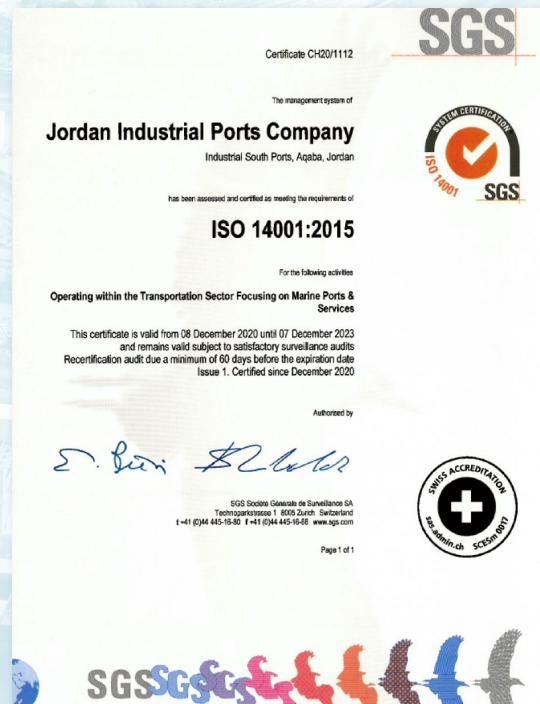 SGS
Certificate CH20/1112
The management system of
Jordan Industrial Ports Company
Industrial South Ports, Aqaba, Jordan
has been assessed and certified as meeting the requirements of
ISO 14001:2015
For the following activities
Operating within the Transportation Sector Focusing on Marine Ports &
Services
This certificate is valid from 08 December 2020 until 07 December 2023
and remains valid subject to satisfactory surveillance audits
Recertification audit due a minimum of 60 days before the expiration date
Issue 1. Certified since December 2020
Authorised by
SGS Société Générale de Surveillance SA
Technoparkstrasse 1 8005 Zurich Switzerland
t +41 (0)44 445-16-80 f +41 (0)44 445-16-88 www.sgs.com
Page 1 of 1
SYSTEM CERTIFICATION
ISO 14001
SGS
SWISS ACCREDITATION
sas.admin.ch SCESm 0017
SGSSGSSGS